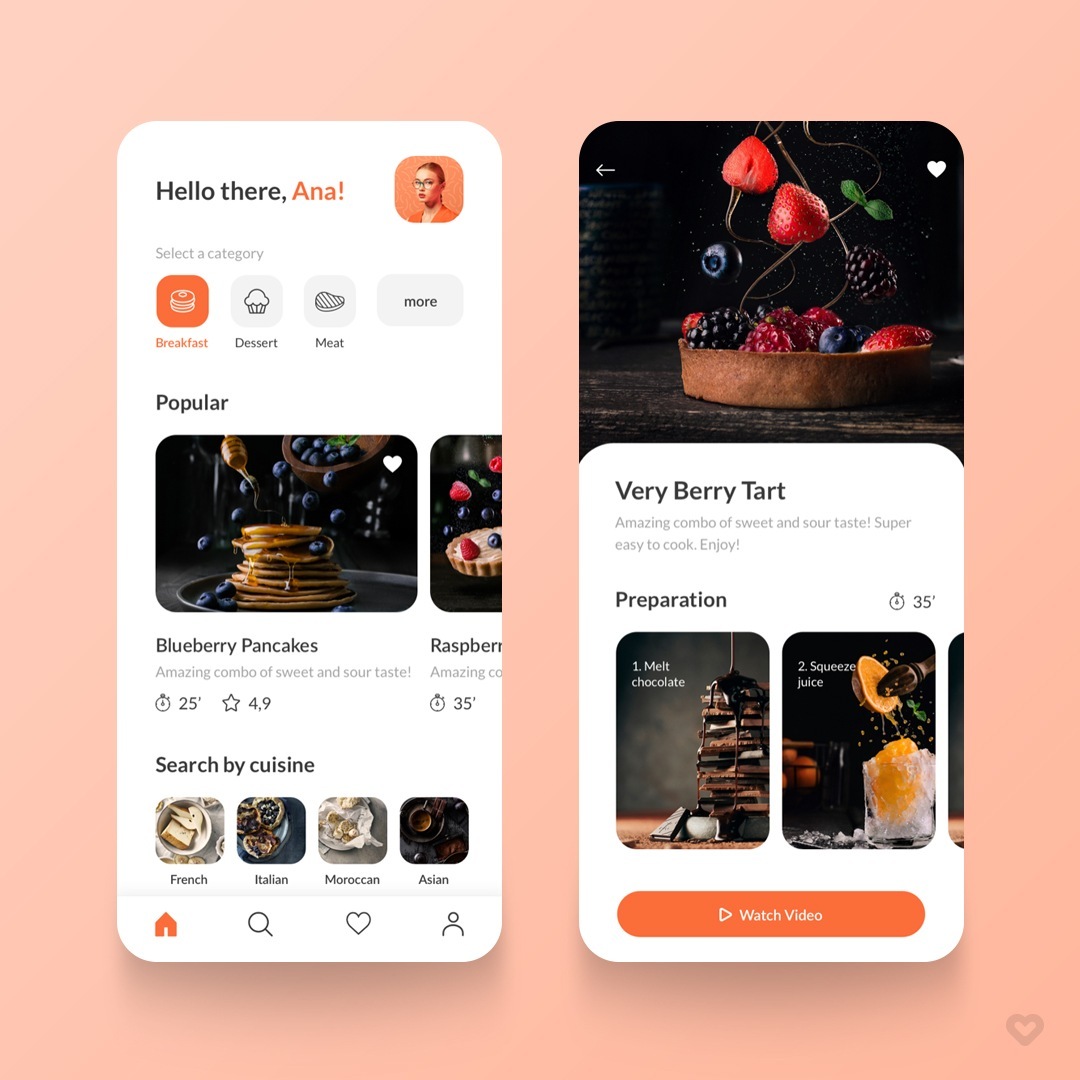 Hello there, Ana!
Select a category
more
Breakfast
Dessert
Meat
Popular
Blueberry Pancakes
Amazing combo of sweet and sour taste!
25’
4,9
Raspberr
Amazing co
35’
Search by cuisine
French
Italian
Moroccan
Asian
Very Berry Tart
Amazing combo of sweet and sour taste! Super
easy to cook. Enjoy!
Preparation
35’
1. Melt
chocolate
2. Squeeze
juice
Watch Video